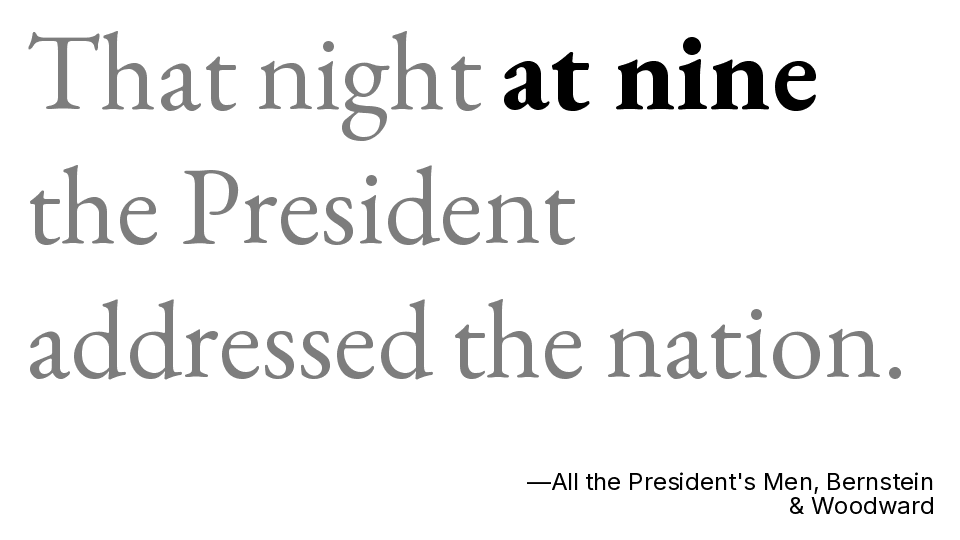 That night at nine
the President
addressed the nation.
—All the President's Men, Bernstein
& Woodward